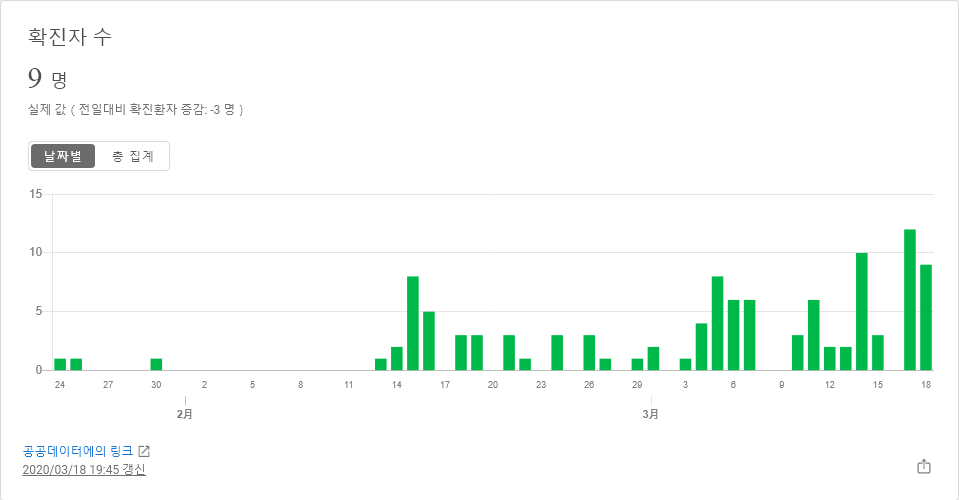 확진자 수
9 명
실제 값 ( 전일대비 확진환자 증감: -3 명 )
날짜별 총 집계
15
10
5
0
24 27 30 2 5 8 11 14 17 20 23 26 29 3 6 9 12 15 18
2月 3月
공공데이터에의 링크
2020/03/18 19:45 갱신